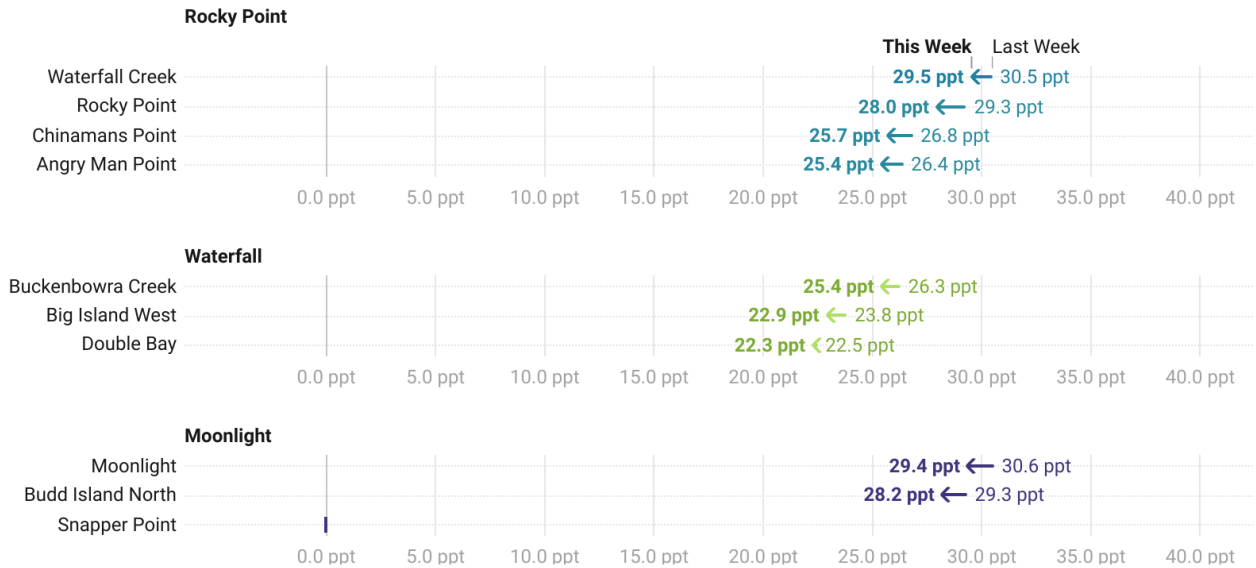 Rocky Point
This Week Last Week
Waterfall Creek 29.5 ppt 30.5 ppt
Rocky Point 28.0 ppt 29.3 ppt
Chinamans Point 25.7 ppt 26.8 ppt
Angry Man Point 25.4 ppt 26.4 ppt
0.0 ppt 5.0 ppt 10.0 ppt 15.0 ppt 20.0 ppt 25.0 ppt 30.0 ppt 35.0 ppt 40.0 ppt
Waterfall
Buckenbowra Creek 25.4 ppt 26.3 ppt
Big Island West 22.9 ppt 23.8 ppt
Double Bay 22.3 ppt 22.5 ppt
0.0 ppt 5.0 ppt 10.0 ppt 15.0 ppt 20.0 ppt 25.0 ppt 30.0 ppt 35.0 ppt 40.0 ppt
Moonlight
Moonlight 29.4 ppt 30.6 ppt
Budd Island North 28.2 ppt 29.3 ppt
Snapper Point
0.0 ppt 5.0 ppt 10.0 ppt 15.0 ppt 20.0 ppt 25.0 ppt 30.0 ppt 35.0 ppt 40.0 ppt